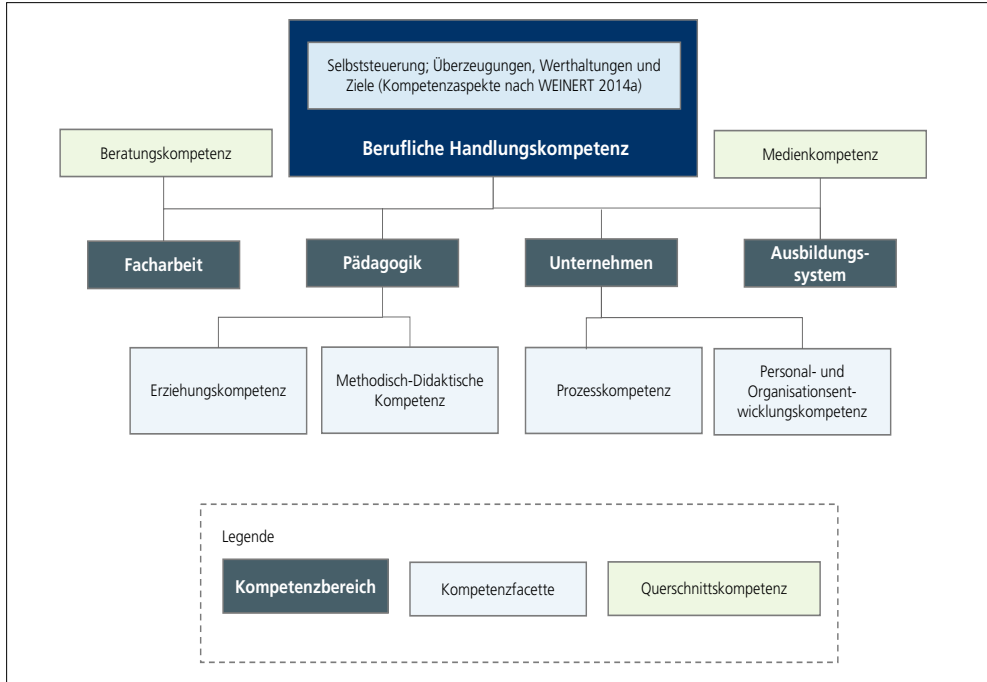 Selbststeuerung; Überzeugungen, Werthaltungen und
Ziele (Kompetenzaspekte nach WEINERT 2014a)
Berufliche Handlungskompetenz
Beratungskompetenz
Medienkompetenz
Facharbeit
Pädagogik
Unternehmen
Ausbildungs-
system
Erziehungskompetenz
Methodisch-Didaktische
Kompetenz
Prozesskompetenz
Personal- und
Organisationsent-
wicklungskompetenz
Legende
Kompetenzbereich
Kompetenzfacette
Querschnittskompetenz